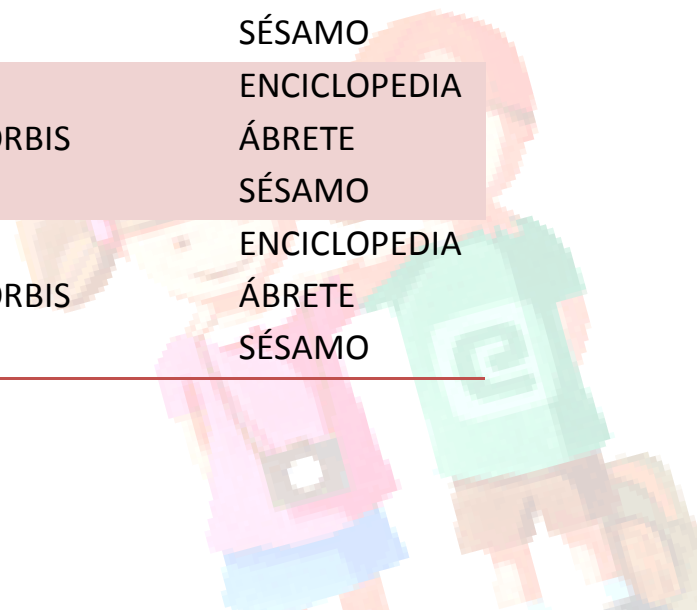 SÉSAMO
ENCICLOPEDIA
ORBIS ÁBRETE
SÉSAMO
ENCICLOPEDIA
ORBIS ÁBRETE
SÉSAMO